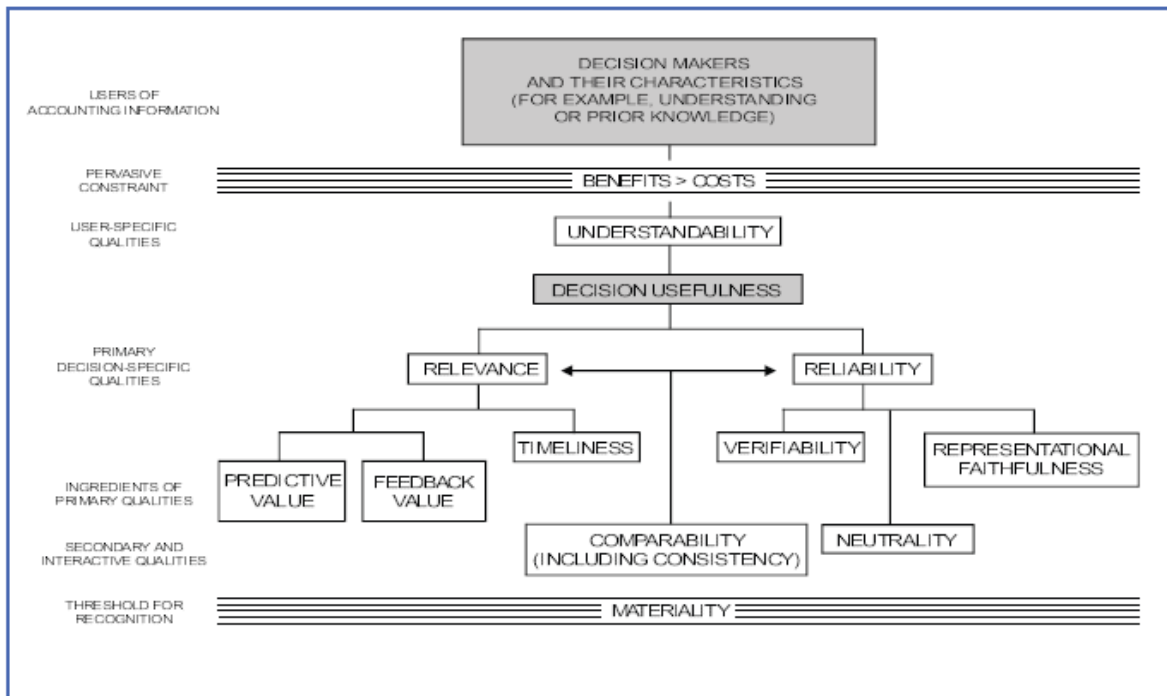 DECISION MAKERS
AND THEIR CHARACTERISTICS
(FOR EXAMPLE, UNDERSTANDING
OR PRIOR KNOWLEDGE)
USERS OF
ACCOUNTING INFORMATION
PERVASIVE
CONSTRAINT
BENEFITS > COSTS
USER-SPECIFIC
QUALITIES
UNDERSTANDABILITY
DECISION USEFULNESS
PRIMARY
DECISION-SPECIFIC
QUALITIES
RELEVANCE
RELIABILITY
TIMELINESS
VERIFIABILITY
REPRESENTATIONAL
FAITHFULNESS
PREDICTIVE
VALUE
FEEDBACK
VALUE
INGREDIENTS OF
PRIMARY QUALITIES
SECONDARY AND
INTERACTIVE QUALITIES
COMPARABILITY
(INCLUDING CONSISTENCY)
NEUTRALITY
THRESHOLD FOR
RECOGNITION
MATERIALITY